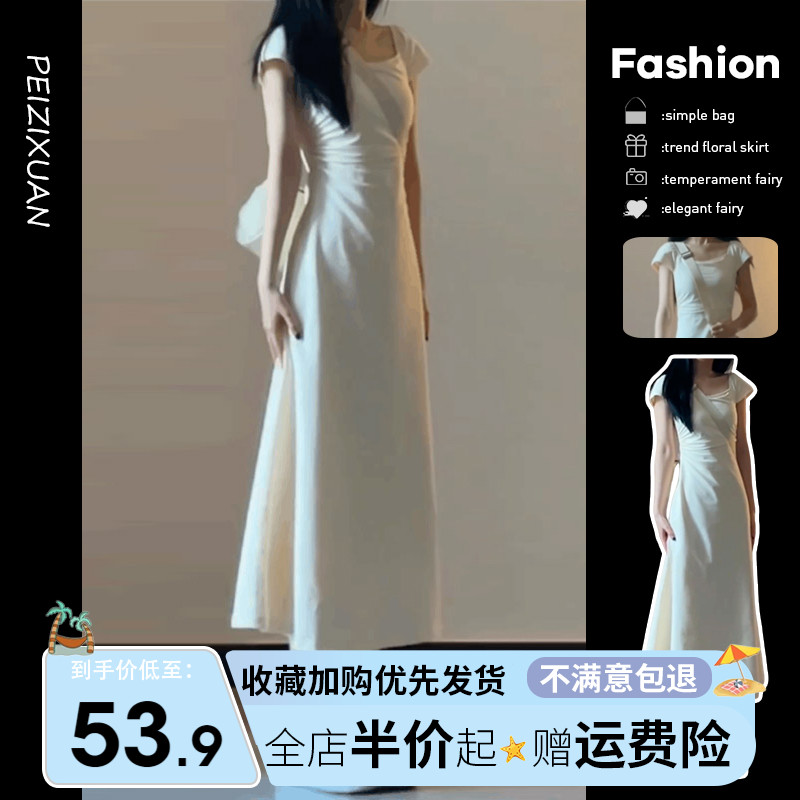 PEIZIXUAN
Fashion
:simple bag
:trend floral skirt
:temperament fairy
:elegant fairy
到手价低至：
53.9
收藏加购优先发货
不满意包退
全店半价起 赠运费险